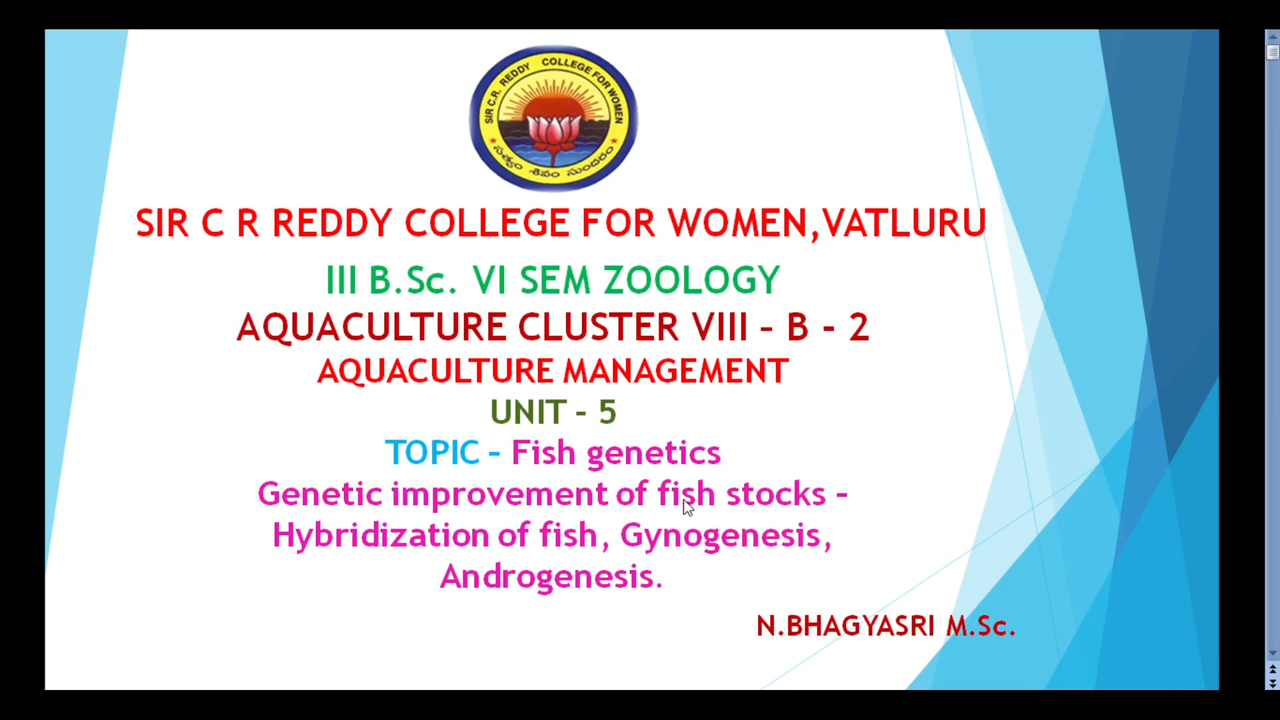 SIR C.R. REDDY COLLEGE FOR WOMEN
సత్యం శివం సుందరం
SIR C R REDDY COLLEGE FOR WOMEN,VATLURU
III B.Sc. VI SEM ZOOLOGY
AQUACULTURE CLUSTER VIII – B - 2
AQUACULTURE MANAGEMENT
UNIT - 5
TOPIC – Fish genetics
Genetic improvement of fish stocks –
Hybridization of fish, Gynogenesis,
Androgenesis.
N.BHAGYASRI M.Sc.